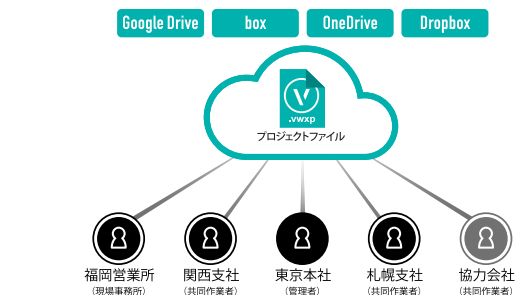 Google Drive
box
OneDrive
Dropbox
.vwxp
プロジェクトファイル
福岡営業所
関西支社
東京本社
札幌支社
協力会社
（現場事務所）
（共同作業者）
（管理者）
（共同作業者）
（共同作業者）